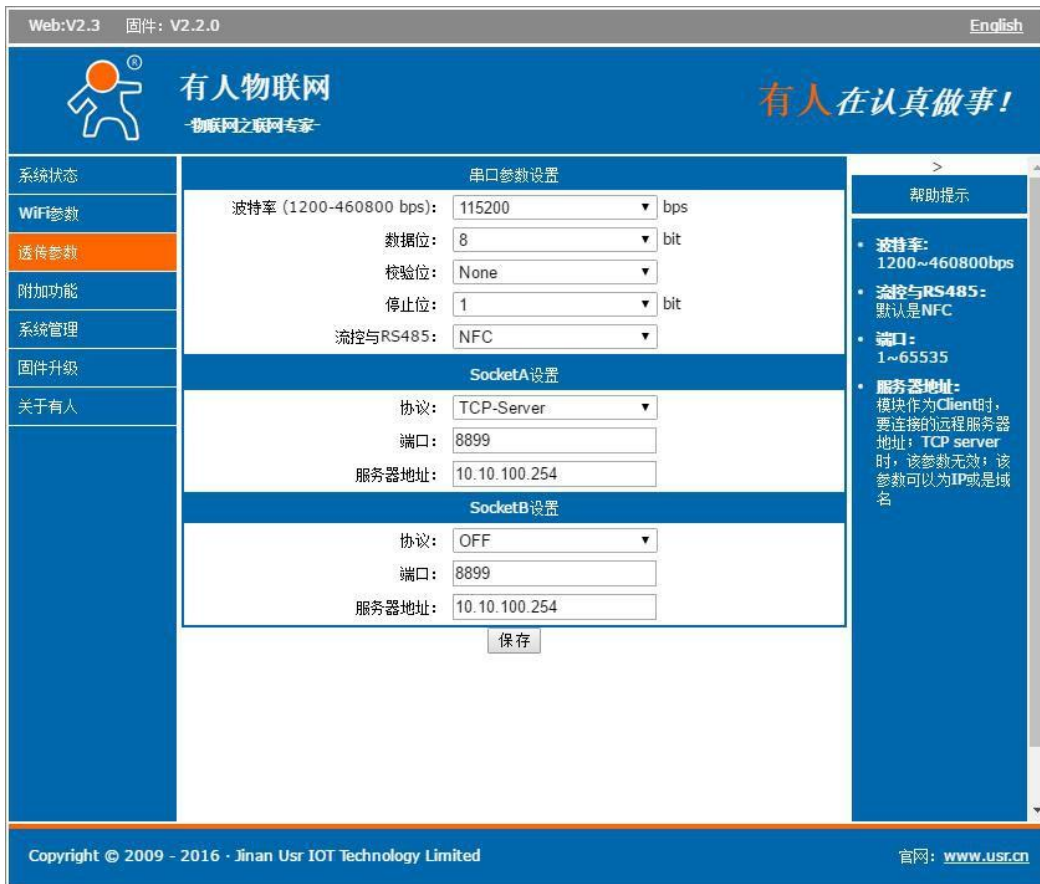 Web:V2.3 固件：V2.2.0 English
®
有人物联网
-物联网之联网专家-
有人在认真做事！
系统状态
WiFi参数
透传参数
附加功能
系统管理
固件升级
关于有人
串口参数设置
波特率 (1200-460800 bps)： 115200 bps
数据位： 8 bit
校验位： None
停止位： 1 bit
流控与RS485： NFC
SocketA设置
协议： TCP-Server
端口： 8899
服务器地址： 10.10.100.254
SocketB设置
协议： OFF
端口： 8899
服务器地址： 10.10.100.254
保存
>
帮助提示
• 波特率：
1200~460800bps
• 流控与RS485：
默认是NFC
• 端口：
1~65535
• 服务器地址：
模块作为Client时，
要连接的远程服务器
地址；TCP server
时，该参数无效；该
参数可以为IP或是域
名
Copyright © 2009 - 2016 · Jinan Usr IOT Technology Limited
官网：www.usr.cn